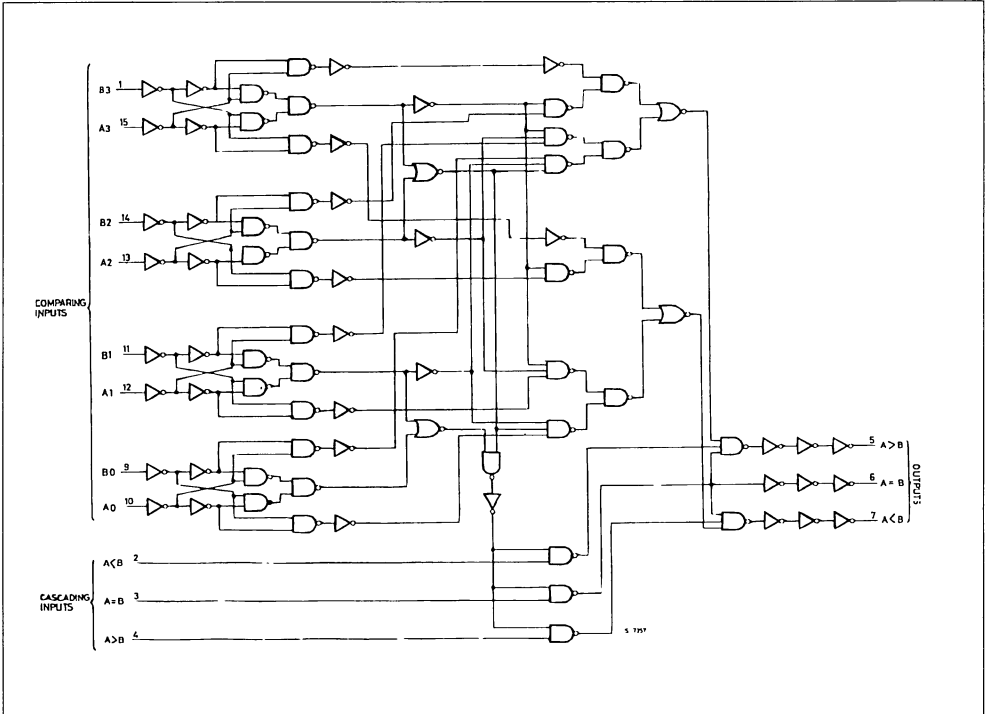 COMPARING
INPUTS
B3 1
A3 15
B2 14
A2 13
B1 11
A1 12
B0 9
A0 10
CASCADING
INPUTS
A<B 2
A=B 3
A>B 4
5 A>B
6 A=B
7 A<B
OUTPUTS
S 7357